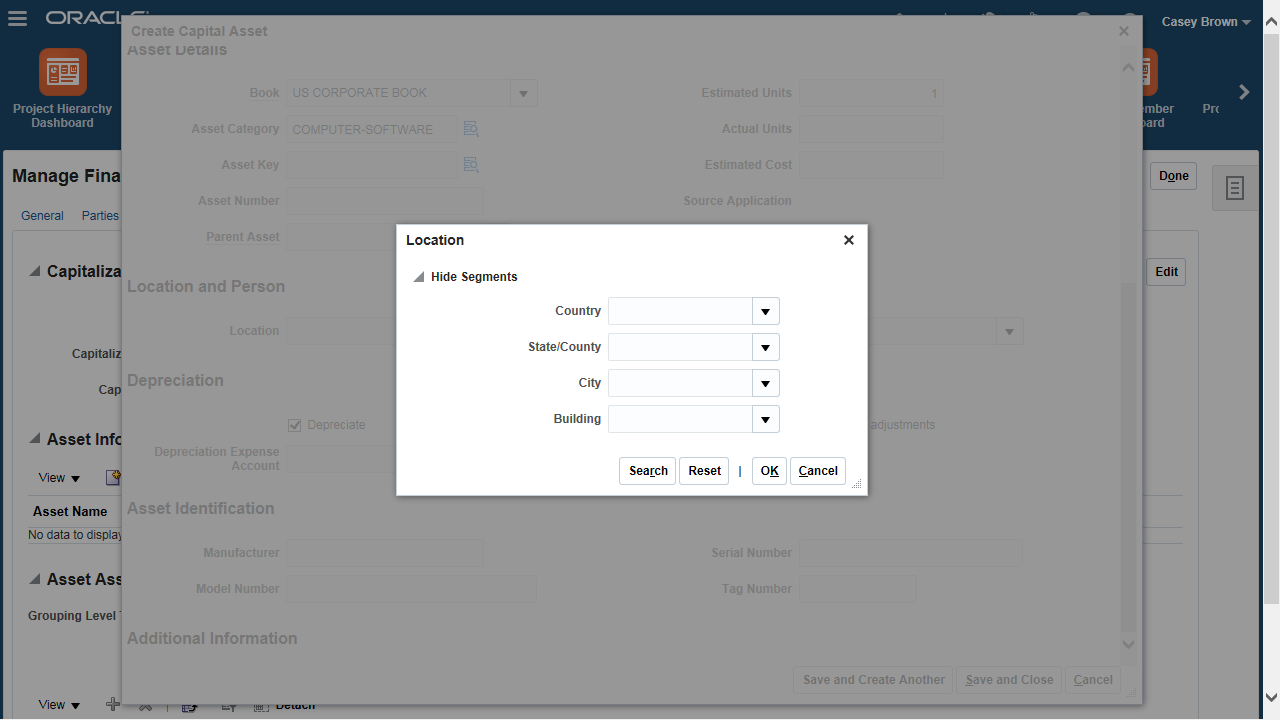 ORACLE
Casey Brown
Project Hierarchy
Dashboard
Create Capital Asset
Asset Details
Book
US CORPORATE BOOK
Estimated Units
1
Asset Category
COMPUTER-SOFTWARE
Actual Units
Asset Key
Estimated Cost
Asset Number
Source Application
Parent Asset
Manage Fina
Done
General
Parties
Capitaliza
Edit
Location and Person
Location
Capitaliz
Cap
Depreciation
Depreciate
adjustments
Depreciation Expense
Account
Asset Info
View
Asset Name
No data to display
Asset Identification
Manufacturer
Serial Number
Model Number
Tag Number
Asset Ass
Grouping Level
Additional Information
Save and Create Another
Save and Close
Cancel
View
Detach
Location
Hide Segments
Country
State/County
City
Building
Search
Reset
|
OK
Cancel